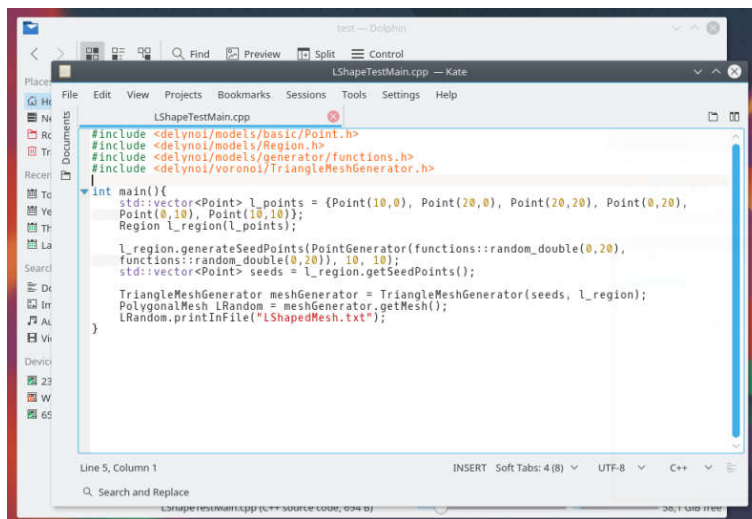 test — Dolphin
Find Preview Split Control
LShapeTestMain.cpp — Kate
File Edit View Projects Bookmarks Sessions Tools Settings Help
LShapeTestMain.cpp
Documents
#include <delynoi/models/basic/Point.h>
#include <delynoi/models/Region.h>
#include <delynoi/models/generator/functions.h>
#include <delynoi/voronoi/TriangleMeshGenerator.h>
int main(){
std::vector<Point> l_points = {Point(10,0), Point(20,0), Point(20,20), Point(0,20),
Point(0,10), Point(10,10)};
Region l_region(l_points);
l_region.generateSeedPoints(PointGenerator(functions::random_double(0,20),
functions::random_double(0,20)), 10, 10);
std::vector<Point> seeds = l_region.getSeedPoints();
TriangleMeshGenerator meshGenerator = TriangleMeshGenerator(seeds, l_region);
PolygonalMesh LRandom = meshGenerator.getMesh();
LRandom.printInFile("LShapedMesh.txt");
}
Line 5, Column 1 INSERT Soft Tabs: 4 (8) UTF-8 C++
Search and Replace
LShapeTestMain.cpp (C++ source code, 694 B) 58,1 GiB free